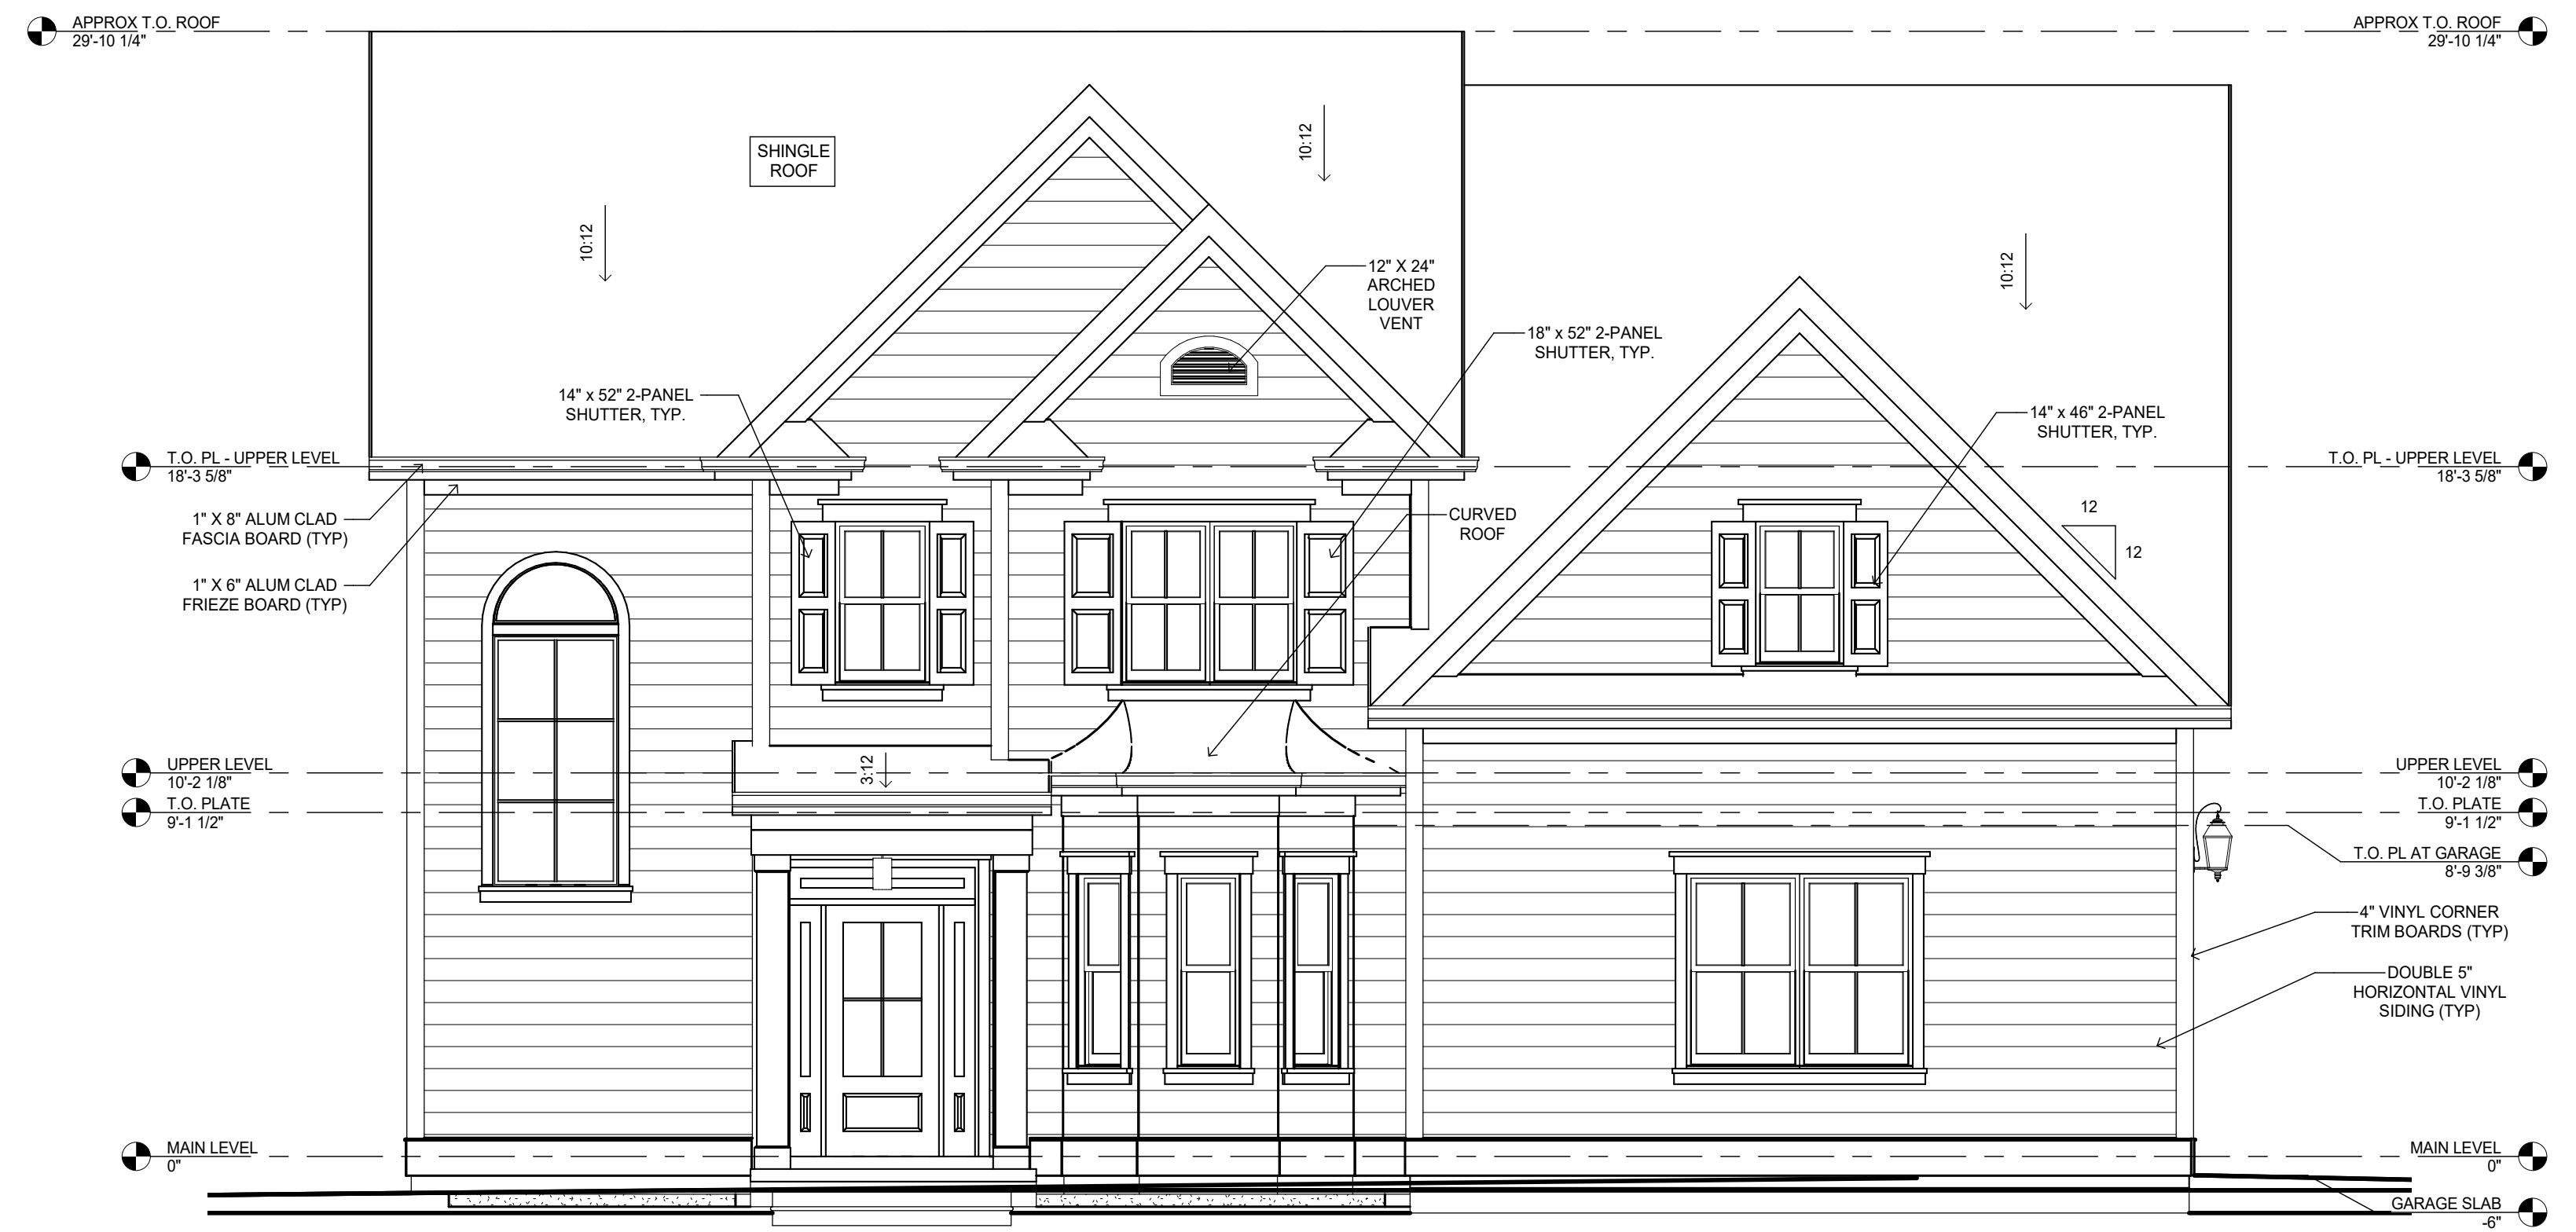 APPROX T.O. ROOF
29'-10 1/4"
APPROX T.O. ROOF
29'-10 1/4"
SHINGLE
ROOF
10:12
10:12
10:12
12" X 24"
ARCHED
LOUVER
VENT
18" x 52" 2-PANEL
SHUTTER, TYP.
14" x 52" 2-PANEL
SHUTTER, TYP.
14" x 46" 2-PANEL
SHUTTER, TYP.
T.O. PL - UPPER LEVEL
18'-3 5/8"
T.O. PL - UPPER LEVEL
18'-3 5/8"
1" X 8" ALUM CLAD
FASCIA BOARD (TYP)
CURVED
ROOF
12
12
1" X 6" ALUM CLAD
FRIEZE BOARD (TYP)
3:12
UPPER LEVEL
10'-2 1/8"
UPPER LEVEL
10'-2 1/8"
T.O. PLATE
9'-1 1/2"
T.O. PLATE
9'-1 1/2"
T.O. PL AT GARAGE
8'-9 3/8"
4" VINYL CORNER
TRIM BOARDS (TYP)
DOUBLE 5"
HORIZONTAL VINYL
SIDING (TYP)
MAIN LEVEL
0"
MAIN LEVEL
0"
GARAGE SLAB
-6"